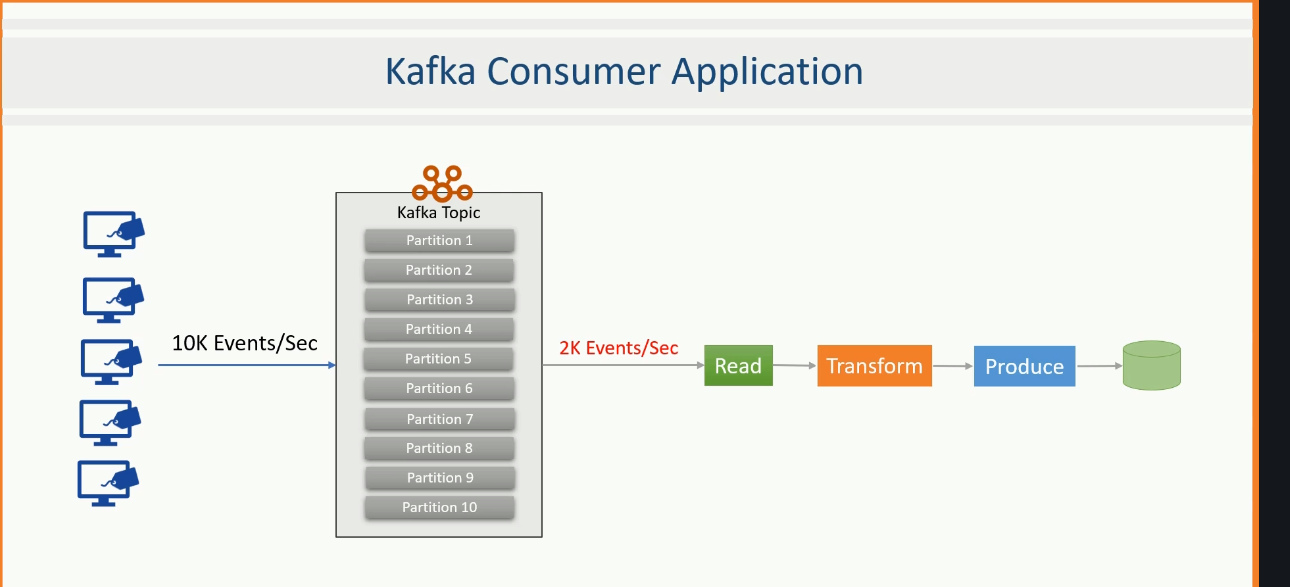 Kafka Consumer Application
Kafka Topic
Partition 1
Partition 2
Partition 3
Partition 4
Partition 5
Partition 6
Partition 7
Partition 8
Partition 9
Partition 10
10K Events/Sec
2K Events/Sec
Read
Transform
Produce